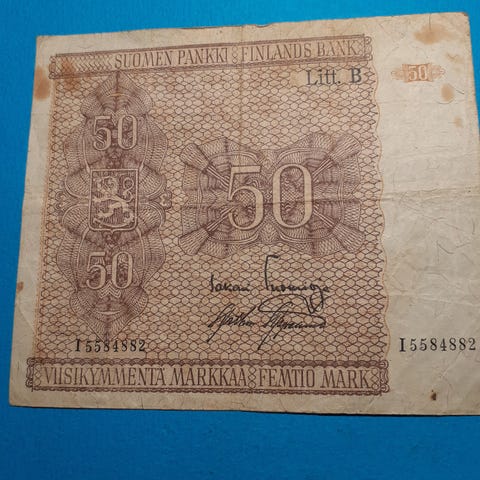 SUOMEN PANKKI FINLANDS BANK
Litt. B
50
50
50
50
I5584882
I5584882
VIISIKYMMENTÄ MARKKAA FEMTIO MARK